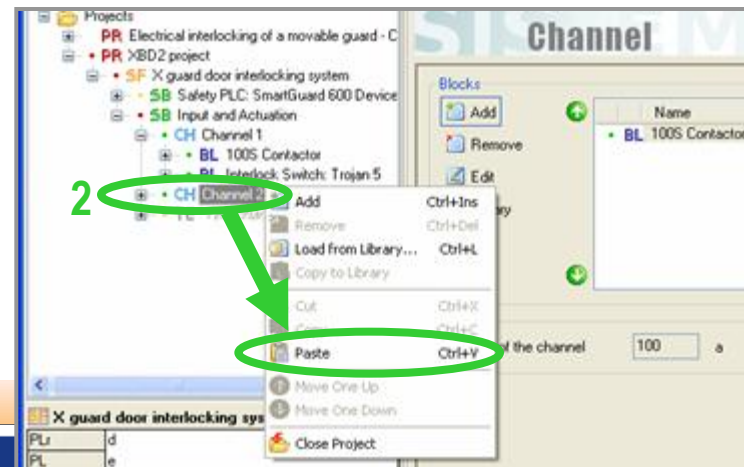 Projects
PR Electrical interlocking of a movable guard - C
PR XBD2 project
SF X guard door interlocking system
SB Safety PLC: SmartGuard 600 Device
SB Input and Actuation
CH Channel 1
BL 100S Contactor
BL Interlock Switch: Trojan 5
2
CH Channel 2
Add Ctrl+Ins
Remove Ctrl+Del
Load from Library... Ctrl+L
Copy to Library
Cut Ctrl+X
Copy Ctrl+C
Paste Ctrl+V
Move One Up
Move One Down
Close Project
X guard door interlocking sys
PLr d
PL e
Channel
Blocks
Add
Remove
Edit
Name
BL 100S Contactor
of the channel 100 a